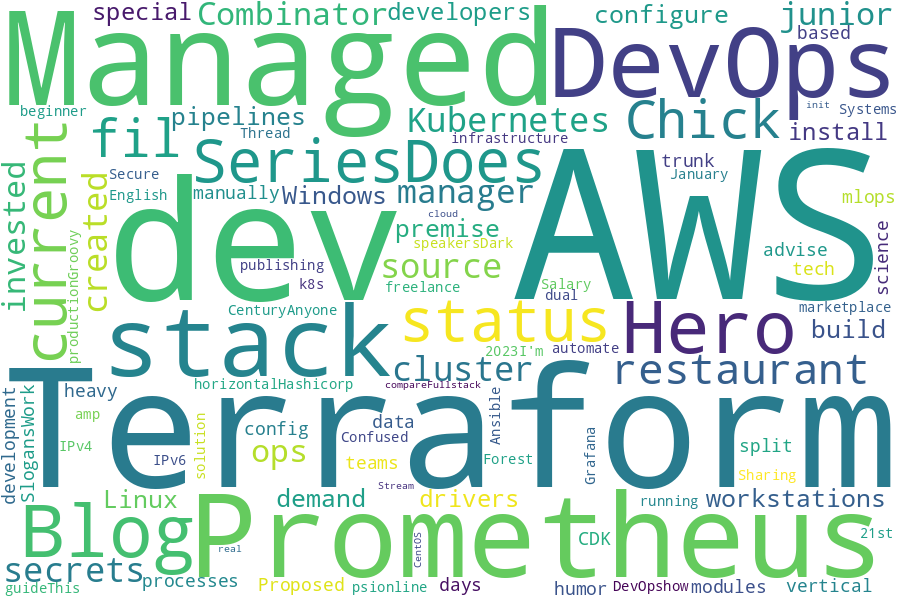 Managed
special
Combinator
developers
configure
junior
DevOps
based
beginner
pipelines
Thread
fil
Kubernetes
infrastructure
Chick
init
Systems
install
current
invested
created
Secure
English
SeriesDoes
manually
Windows
manager
trunk
January
AWS
mlops
dev
cloud
premise
speakersDark
source
publishing
k8s
freelance
Salary
dual
advise
tech
science
productionGroovy
CenturyAnyone
stack
status
2023I'm
automate
Hero
marketplace
build
cluster
restaurant
Terraform
heavy
horizontalHashicorp
compareFullstack
development
SlogansWork
amp
IPv4
IPv6
solution
config
ops
data
Confused
teams
Stream
Ansible
Forest
Grafana
split
Sharing
Linux
demand
drivers
running
workstations
Blog
Prometheus
real
CentOS
CDK
21st
secrets
guideThis
processes
Proposed
psionline
days
humor
DevOpshow
modules
vertical